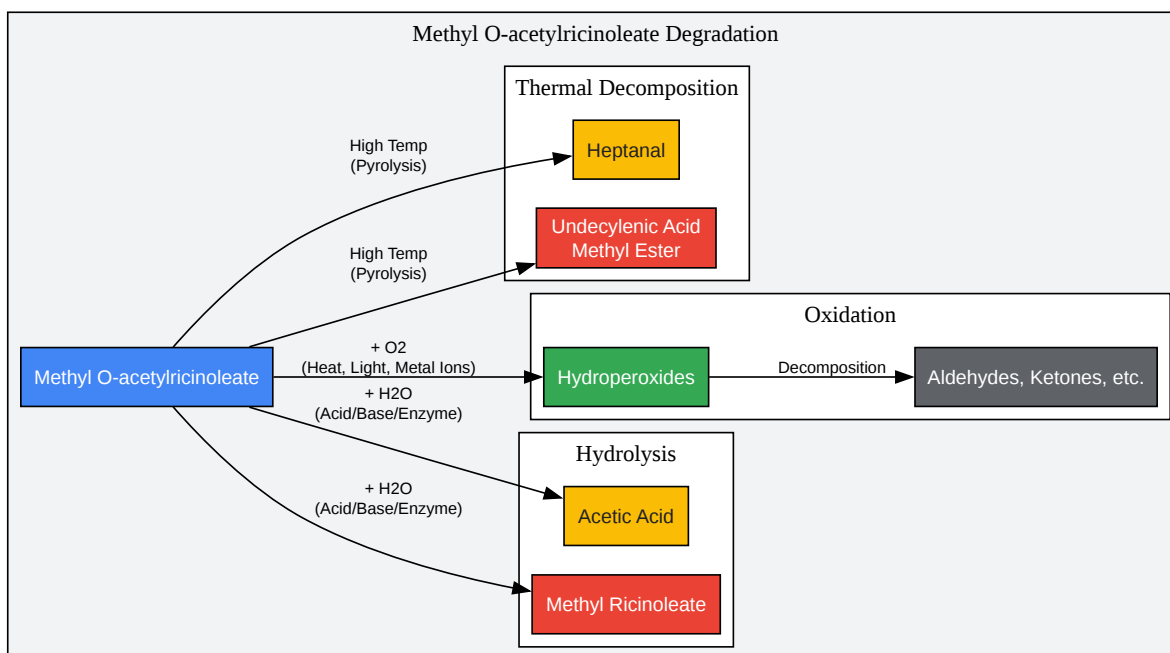 Methyl O-acetylricinoleate Degradation
Thermal Decomposition
High Temp
(Pyrolysis)
Heptanal
High Temp
(Pyrolysis)
Undecylenic Acid
Methyl Ester
Oxidation
Methyl O-acetylricinoleate
+ O2
(Heat, Light, Metal Ions)
Hydroperoxides
Decomposition
Aldehydes, Ketones, etc.
+ H2O
(Acid/Base/Enzyme)
Hydrolysis
Acetic Acid
+ H2O
(Acid/Base/Enzyme)
Methyl Ricinoleate